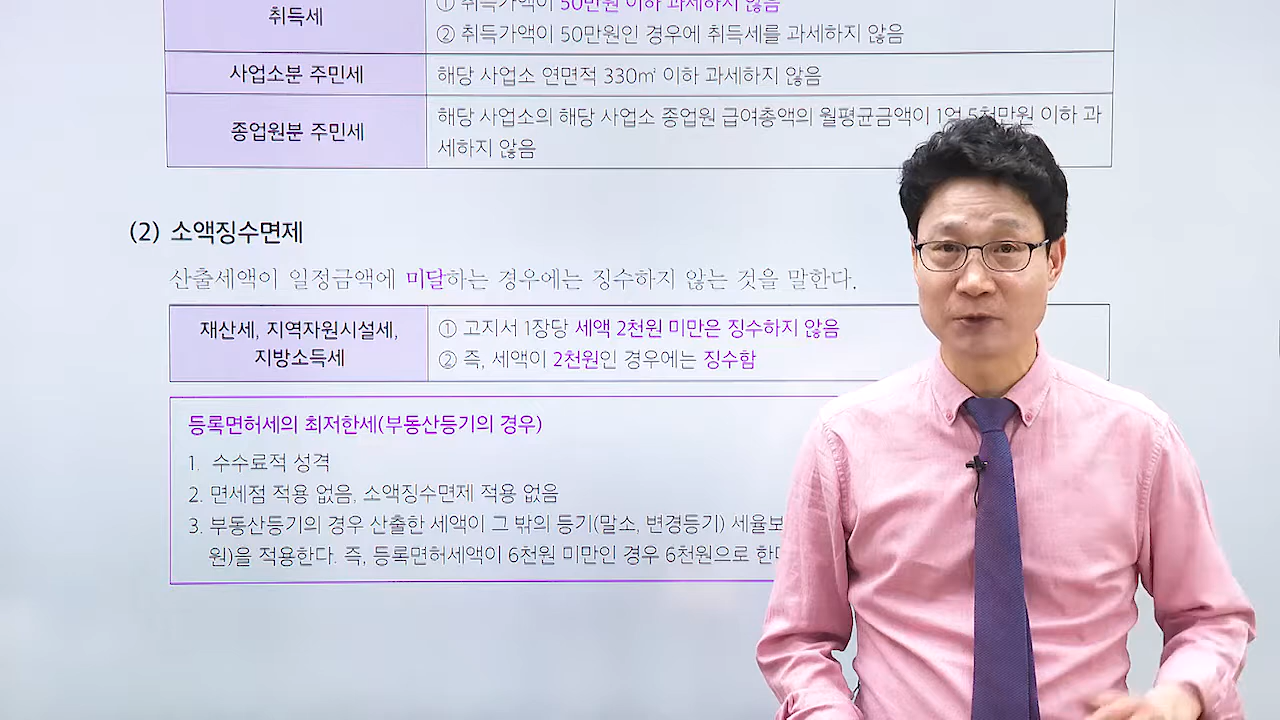 취득세
① 취득가액이 50만원 이하 과세하지 않음
② 취득가액이 50만원인 경우에 취득세를 과세하지 않음
사업소분 주민세
해당 사업소 연면적 330㎡ 이하 과세하지 않음
종업원분 주민세
해당 사업소의 해당 사업소 종업원 급여총액의 월평균금액이 1억 5천만원 이하 과
세하지 않음
(2) 소액징수면제
산출세액이 일정금액에 미달하는 경우에는 징수하지 않는 것을 말한다.
재산세, 지역자원시설세,
지방소득세
① 고지서 1장당 세액 2천원 미만은 징수하지 않음
② 즉, 세액이 2천원인 경우에는 징수함
등록면허세의 최저한세(부동산등기의 경우)
1. 수수료적 성격
2. 면세점 적용 없음, 소액징수면제 적용 없음
3. 부동산등기의 경우 산출한 세액이 그 밖의 등기(말소, 변경등기) 세율보
원)을 적용한다. 즉, 등록면허세액이 6천원 미만인 경우 6천원으로 한다